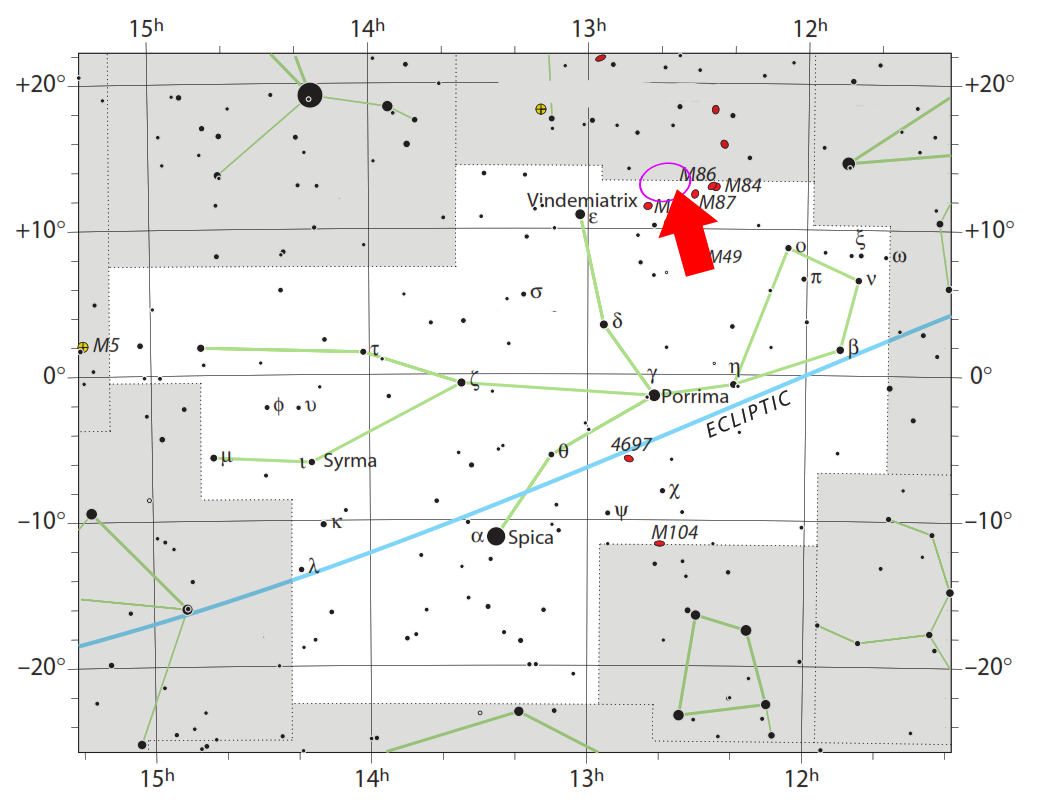 15h 14h 13h 12h
+20° +20°
M86
M84
Vindemiatrix M87
ε
+10° +10°
ο ξ ω
M49
π ν
σ
δ
M5 τ β
0° ζ γ η 0°
Porrima
ϕ υ ECLIPTIC
4697
μ ι Syrma θ
χ
ψ
−10° κ −10°
α Spica M104
λ
−20° −20°
15h 14h 13h 12h